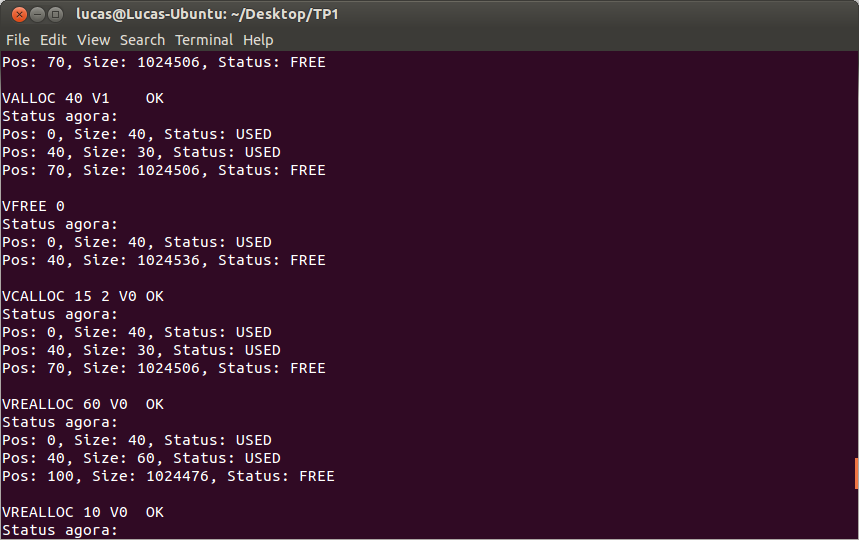 lucas@Lucas-Ubuntu: ~/Desktop/TP1
File Edit View Search Terminal Help
Pos: 70, Size: 1024506, Status: FREE
VALLOC 40 V1    OK
Status agora:
Pos: 0, Size: 40, Status: USED
Pos: 40, Size: 30, Status: USED
Pos: 70, Size: 1024506, Status: FREE
VFREE 0
Status agora:
Pos: 0, Size: 40, Status: USED
Pos: 40, Size: 1024536, Status: FREE
VCALLOC 15 2 V0 OK
Status agora:
Pos: 0, Size: 40, Status: USED
Pos: 40, Size: 30, Status: USED
Pos: 70, Size: 1024506, Status: FREE
VREALLOC 60 V0  OK
Status agora:
Pos: 0, Size: 40, Status: USED
Pos: 40, Size: 60, Status: USED
Pos: 100, Size: 1024476, Status: FREE
VREALLOC 10 V0  OK
Status agora: